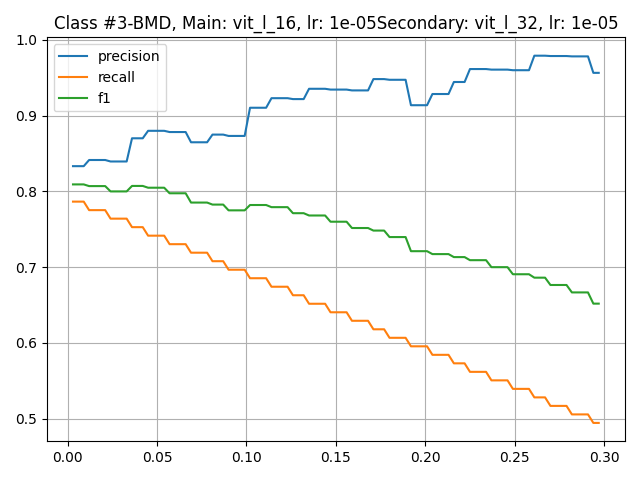 Class #3-BMD, Main: vit_l_16, lr: 1e-05Secondary: vit_l_32, lr: 1e-05
precision
recall
f1
1.0
0.9
0.8
0.7
0.6
0.5
0.00 0.05 0.10 0.15 0.20 0.25 0.30